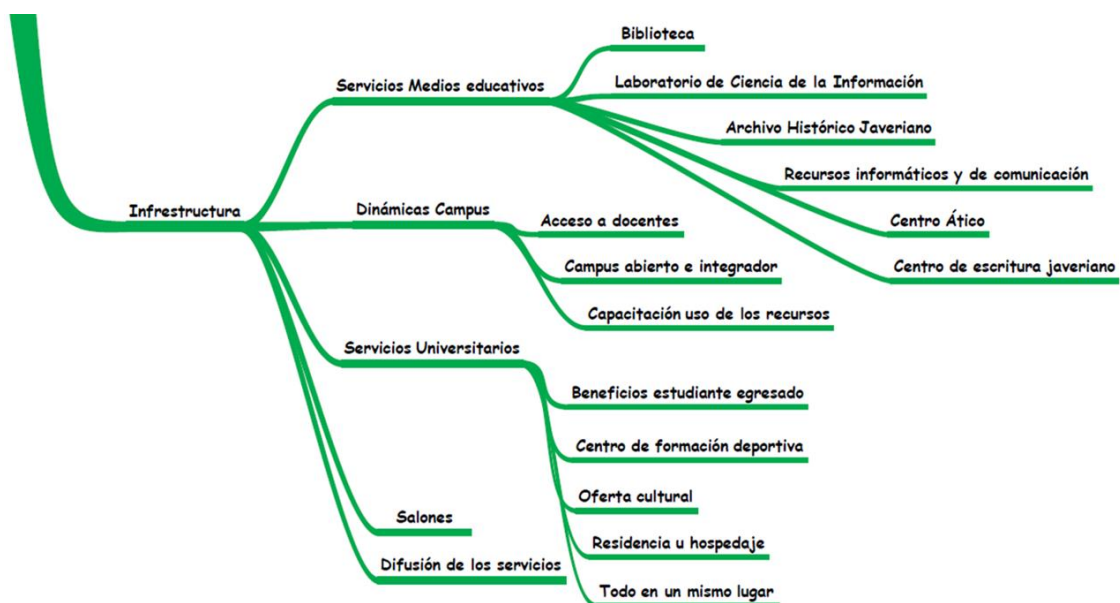 Infrestructura
Servicios Medios educativos
Biblioteca
Laboratorio de Ciencia de la Información
Archivo Histórico Javeriano
Recursos informáticos y de comunicación
Centro Ático
Centro de escritura javeriano
Dinámicas Campus
Acceso a docentes
Campus abierto e integrador
Capacitación uso de los recursos
Servicios Universitarios
Beneficios estudiante egresado
Centro de formación deportiva
Oferta cultural
Residencia u hospedaje
Todo en un mismo lugar
Salones
Difusión de los servicios